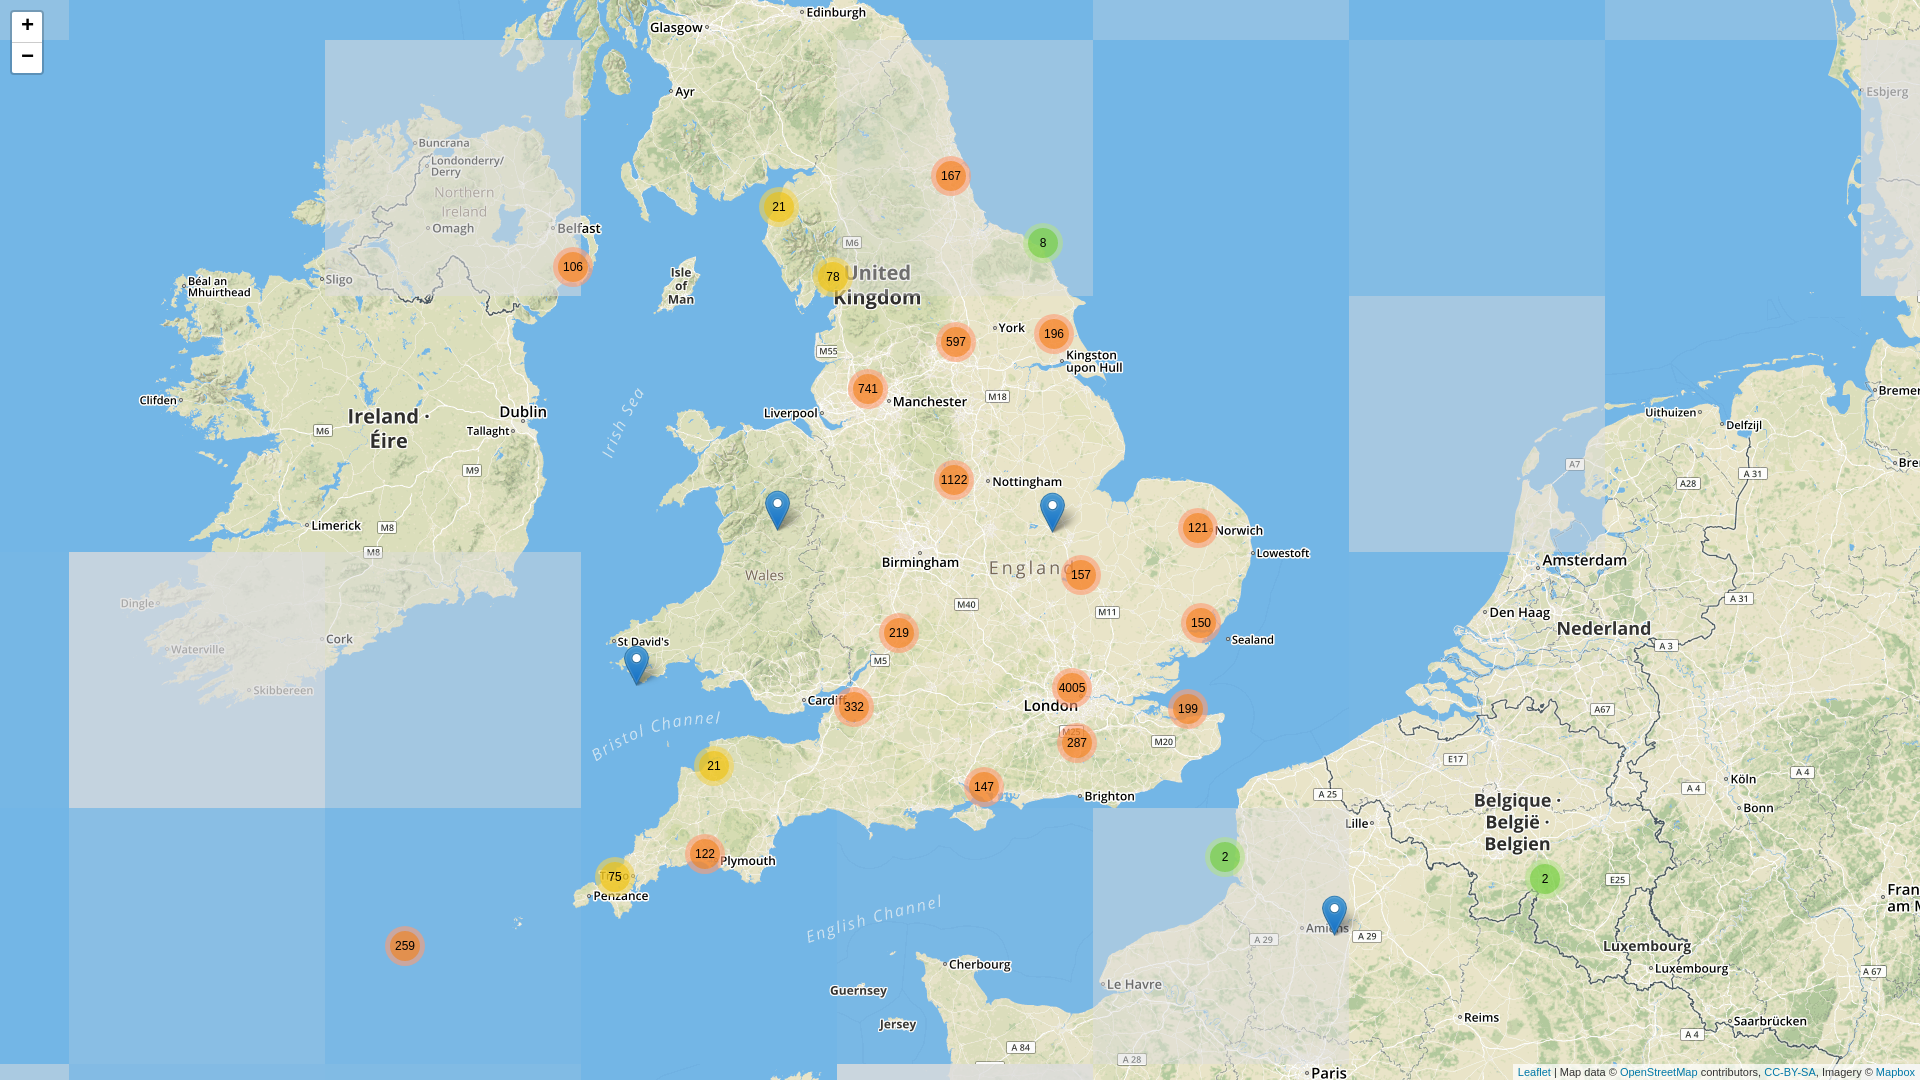 +
−
Edinburgh
Glasgow
Ayr
Esbjerg
Buncrana
Londonderry/
Derry
Northern
Ireland
Omagh
Belfast
167
21
8
M6
106
78
United
Kingdom
Isle
of
Man
Sligo
Béal an
Mhuirthead
York
196
597
M55
Kingston
upon Hull
741
Manchester
M18
Liverpool
Clifden
Ireland ·
Éire
Dublin
Tallaght
M6
M9
Irish Sea
Uithuizen
Delfzijl
Bremer
Bre
A7
A 31
A28
1122
Nottingham
121
Norwich
Lowestoft
Limerick
M8
M8
Birmingham
England
157
Wales
Amsterdam
Den Haag
A 31
Nederland
A 3
M40
M11
150
Sealand
219
M5
St David's
Dingle
Waterville
Cork
Skibbereen
Cardiff
332
4005
London
199
M25
287
M20
A67
E17
Bristol Channel
21
147
Brighton
A 25
Lille
Köln
A 4
A 4
Bonn
Belgique ·
België ·
Belgien
122
Plymouth
75
Penzance
2
2
E25
Fran
am M
259
English Channel
Amiens
A 29
A 29
Luxembourg
Luxembourg
A 67
Cherbourg
Guernsey
Jersey
Le Havre
Reims
Saarbrücken
A 4
A 84
A 28
Paris
Leaflet | Map data © OpenStreetMap contributors, CC-BY-SA, Imagery © Mapbox